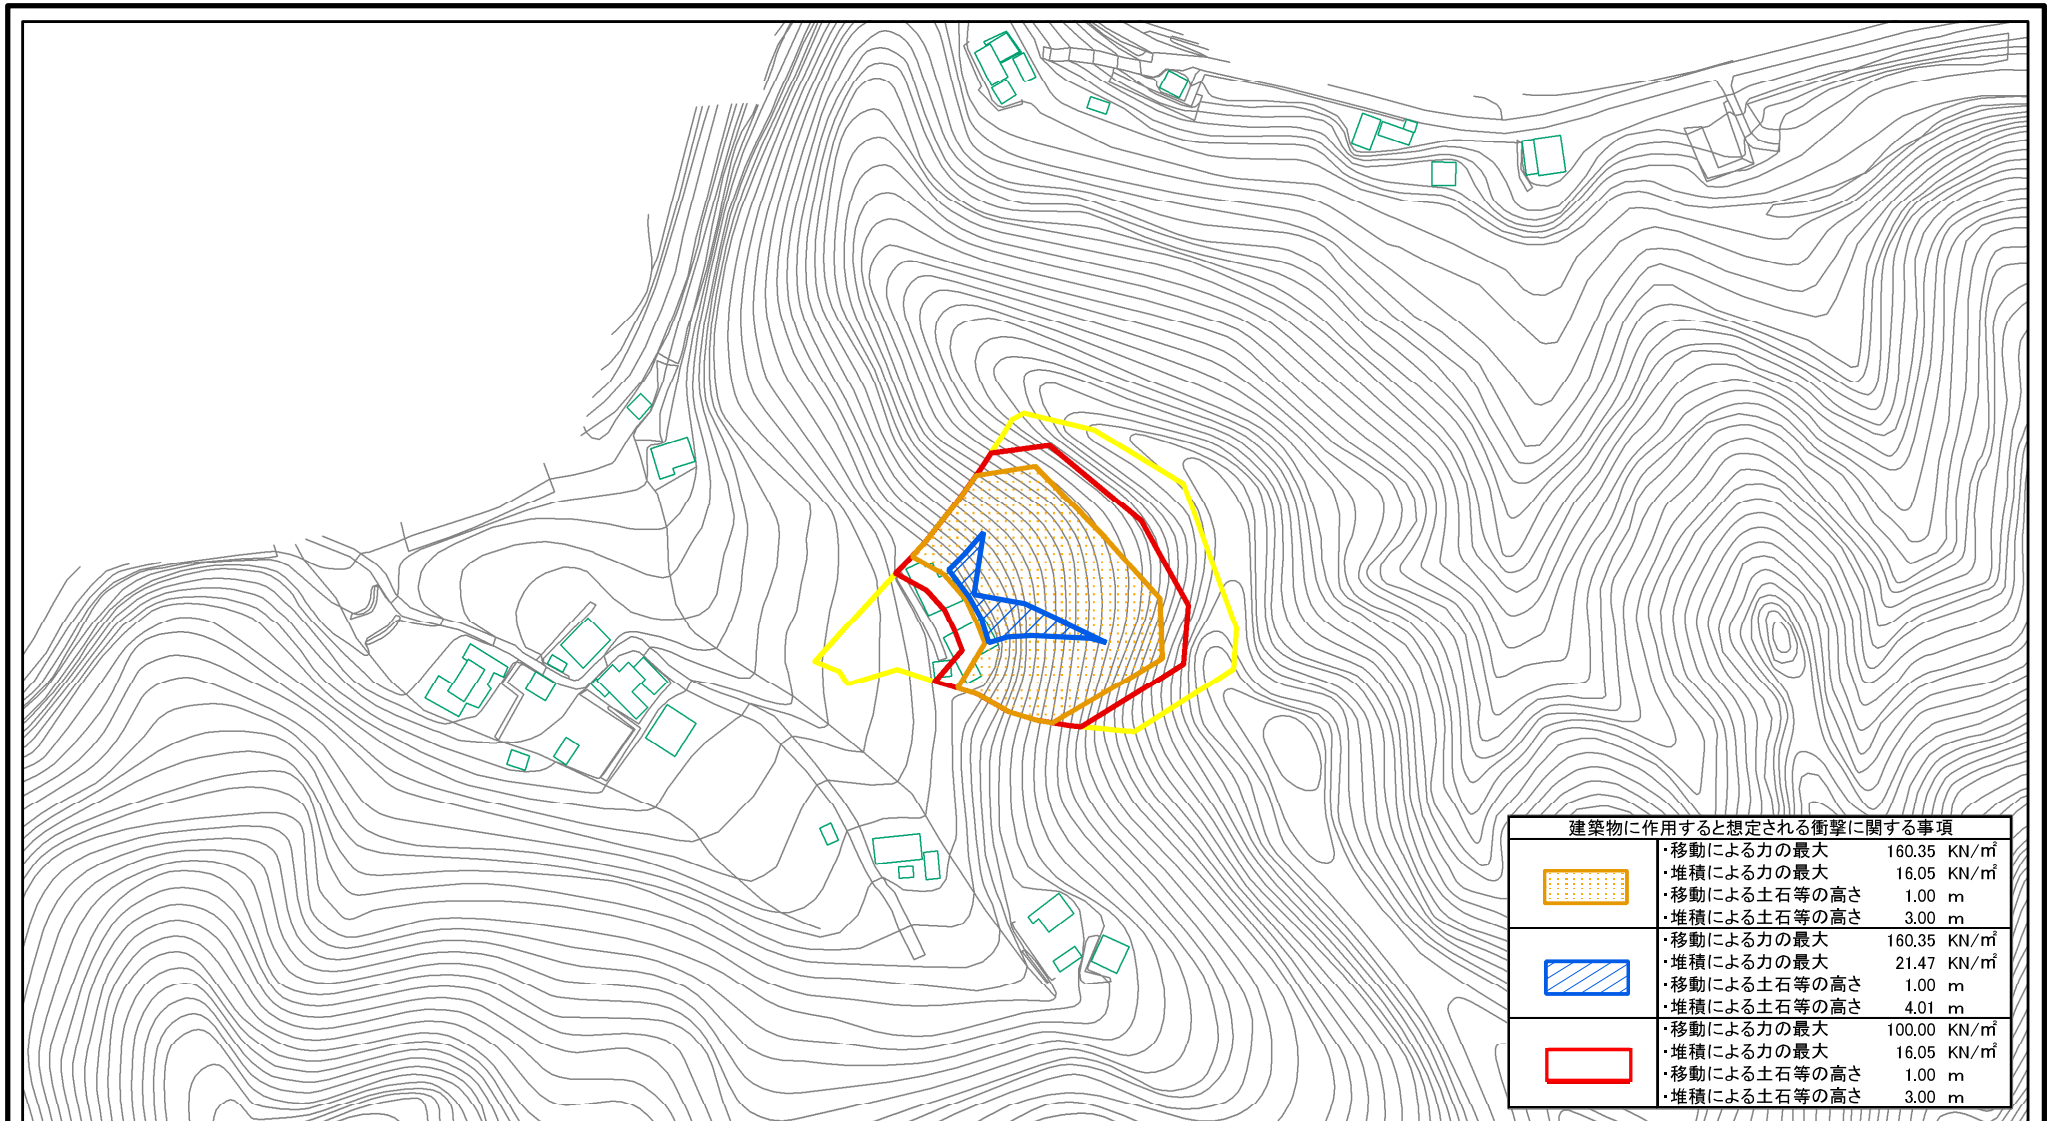 建築物に作用すると想定される衝撃に関する事項
・移動による力の最大 160.35 KN/㎡
・堆積による力の最大 16.05 KN/㎡
・移動による土石等の高さ 1.00 m
・堆積による土石等の高さ 3.00 m
・移動による力の最大 160.35 KN/㎡
・堆積による力の最大 21.47 KN/㎡
・移動による土石等の高さ 1.00 m
・堆積による土石等の高さ 4.01 m
・移動による力の最大 100.00 KN/㎡
・堆積による力の最大 16.05 KN/㎡
・移動による土石等の高さ 1.00 m
・堆積による土石等の高さ 3.00 m